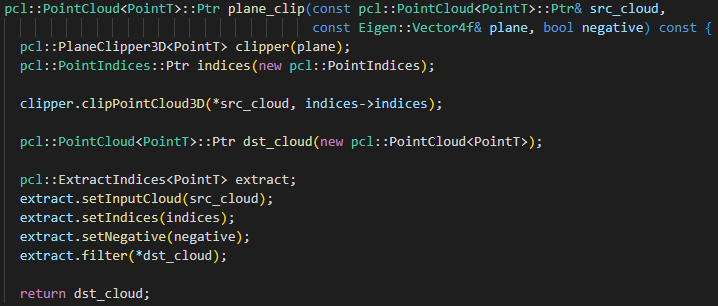 pcl::PointCloud<PointT>::Ptr plane_clip(const pcl::PointCloud<PointT>::Ptr& src_cloud,
const Eigen::Vector4f& plane, bool negative) const {
pcl::PlaneClipper3D<PointT> clipper(plane);
pcl::PointIndices::Ptr indices(new pcl::PointIndices);
clipper.clipPointCloud3D(*src_cloud, indices->indices);
pcl::PointCloud<PointT>::Ptr dst_cloud(new pcl::PointCloud<PointT>);
pcl::ExtractIndices<PointT> extract;
extract.setInputCloud(src_cloud);
extract.setIndices(indices);
extract.setNegative(negative);
extract.filter(*dst_cloud);
return dst_cloud;